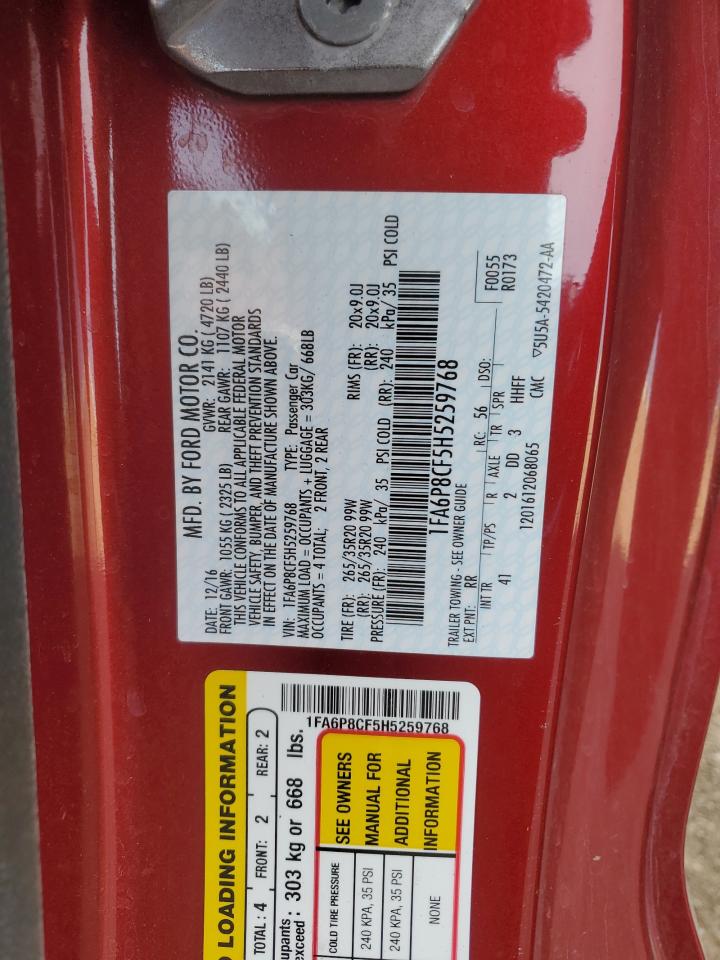 MFD. BY FORD MOTOR CO.
DATE: 12/16 GVWR: 2141 KG ( 4720 LB)
FRONT GAWR: 1055 KG ( 2325 LB) REAR GAWR: 1107 KG ( 2440 LB)
THIS VEHICLE CONFORMS TO ALL APPLICABLE FEDERAL MOTOR
VEHICLE SAFETY, BUMPER, AND THEFT PREVENTION STANDARDS
IN EFFECT ON THE DATE OF MANUFACTURE SHOWN ABOVE.
VIN: 1FA6P8CF5H5259768 TYPE: Passenger Car
MAXIMUM LOAD = OCCUPANTS + LUGGAGE = 303KG/ 668LB
OCCUPANTS = 4 TOTAL; 2 FRONT, 2 REAR
TIRE (FR): 265/35R20 99W RIMS (FR): 20x9.0J
(RR): 265/35R20 99W (RR): 20x9.0J
PRESSURE (FR): 240 kPa/ 35 PSI COLD (RR): 240 kPa/ 35 PSI COLD
1FA6P8CF5H5259768
TRAILER TOWING - SEE OWNER GUIDE
EXT PNT: RR RC: 56 DSO: F0055
INT TR TP/PS R AXLE TR SPR R0173
41 2 DD 3 HHFF
1201612068065 CMC ▽5U5A-5420472-AA
LOADING INFORMATION
TOTAL : 4 FRONT: 2 REAR: 2
upants
exceed : 303 kg or 668 lbs.
1FA6P8CF5H5259768
COLD TIRE PRESSURE
240 KPA, 35 PSI
240 KPA, 35 PSI
NONE
SEE OWNERS
MANUAL FOR
ADDITIONAL
INFORMATION